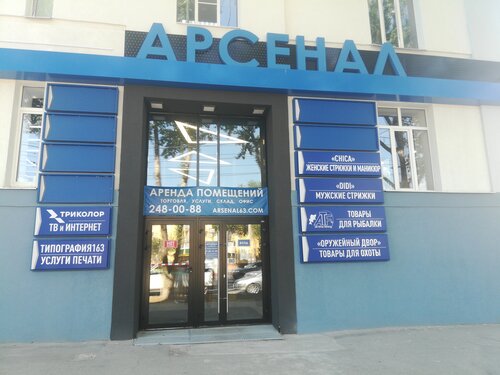 АРСЕНАЛ
АРЕНДА ПОМЕЩЕНИЙ
ТОРГОВЛЯ, УСЛУГИ, СКЛАД, ОФИС
248-00-88 ARSENAL63.COM
ТРИКОЛОР
ТВ и ИНТЕРНЕТ
ТИПОГРАФИЯ163
УСЛУГИ ПЕЧАТИ
«CHICA»
ЖЕНСКИЕ СТРИЖКИ И МАНИКЮР
«DIDI»
МУЖСКИЕ СТРИЖКИ
ТОВАРЫ
ДЛЯ РЫБАЛКИ
«ОРУЖЕЙНЫЙ ДВОР»
ТОВАРЫ ДЛЯ ОХОТЫ